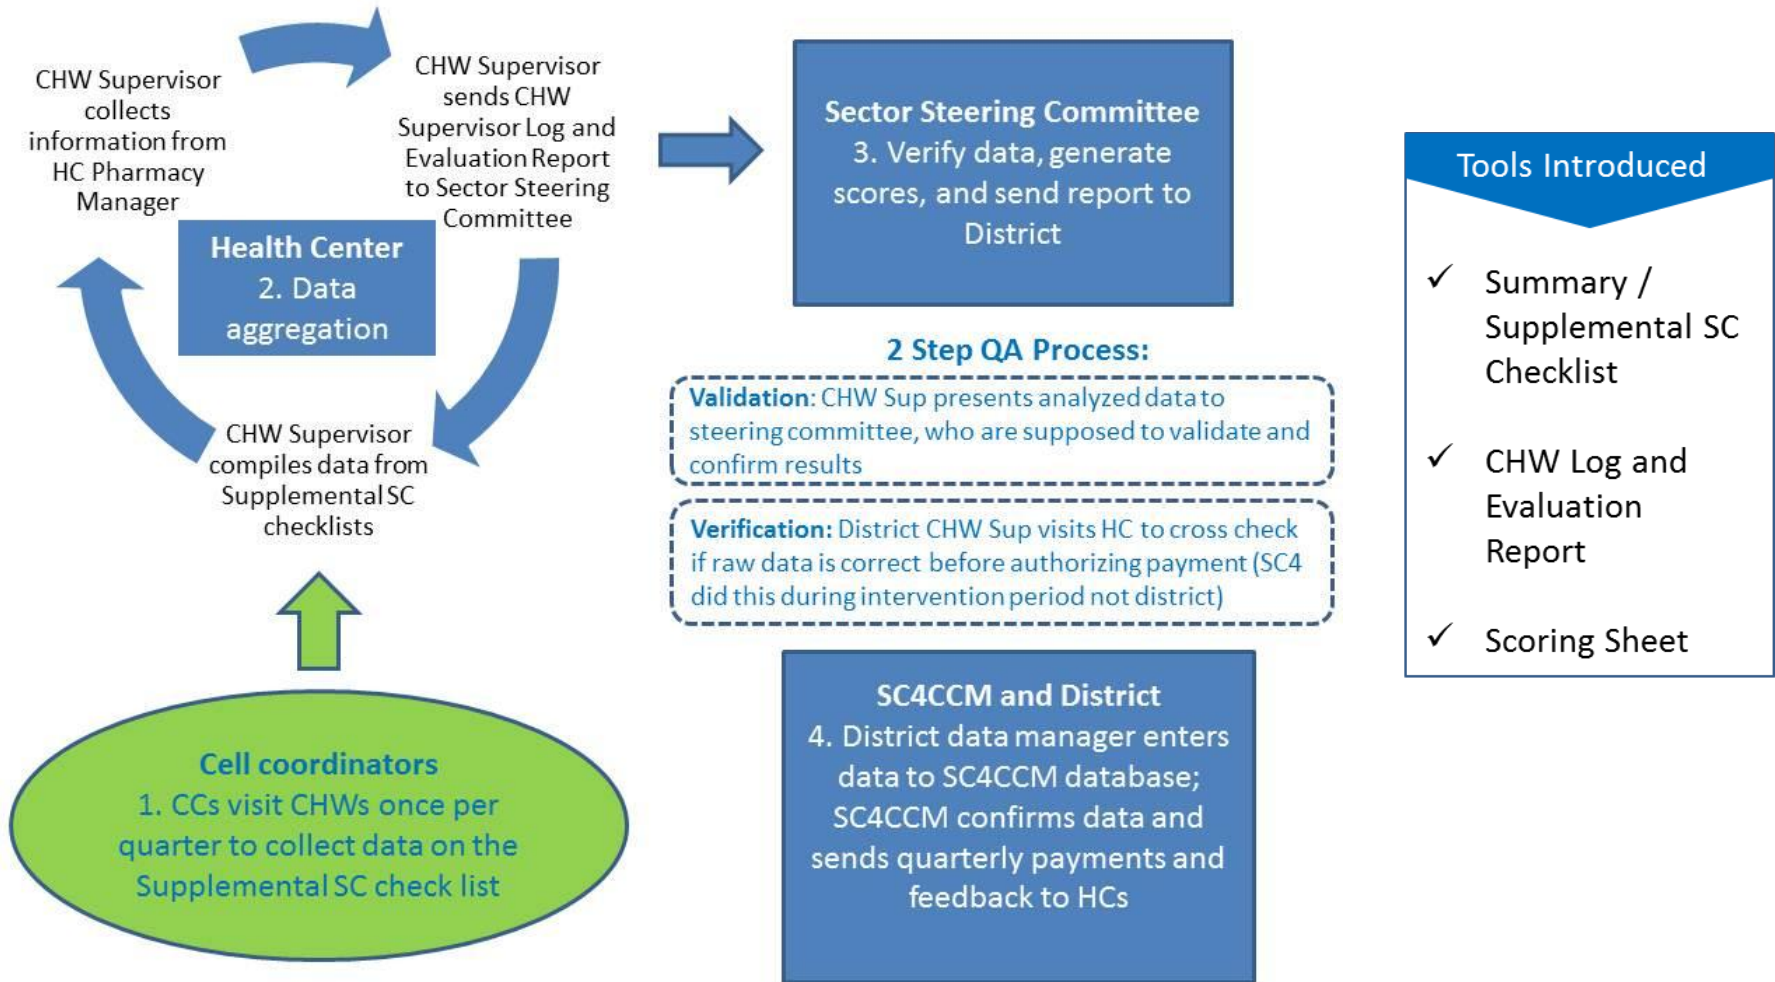 CHW Supervisor
collects
information from
HC Pharmacy
Manager
CHW Supervisor
sends CHW
Supervisor Log and
Evaluation Report
to Sector Steering
Committee
Health Center
2. Data
aggregation
CHW Supervisor
compiles data from
Supplemental SC
checklists
Cell coordinators
1. CCs visit CHWs once per
quarter to collect data on the
Supplemental SC check list
Sector Steering Committee
3. Verify data, generate
scores, and send report to
District
2 Step QA Process:
Validation: CHW Sup presents analyzed data to
steering committee, who are supposed to validate and
confirm results
Verification: District CHW Sup visits HC to cross check
if raw data is correct before authorizing payment (SC4
did this during intervention period not district)
SC4CCM and District
4. District data manager enters
data to SC4CCM database;
SC4CCM confirms data and
sends quarterly payments and
feedback to HCs
Tools Introduced
✓ Summary /
Supplemental SC
Checklist
✓ CHW Log and
Evaluation
Report
✓ Scoring Sheet